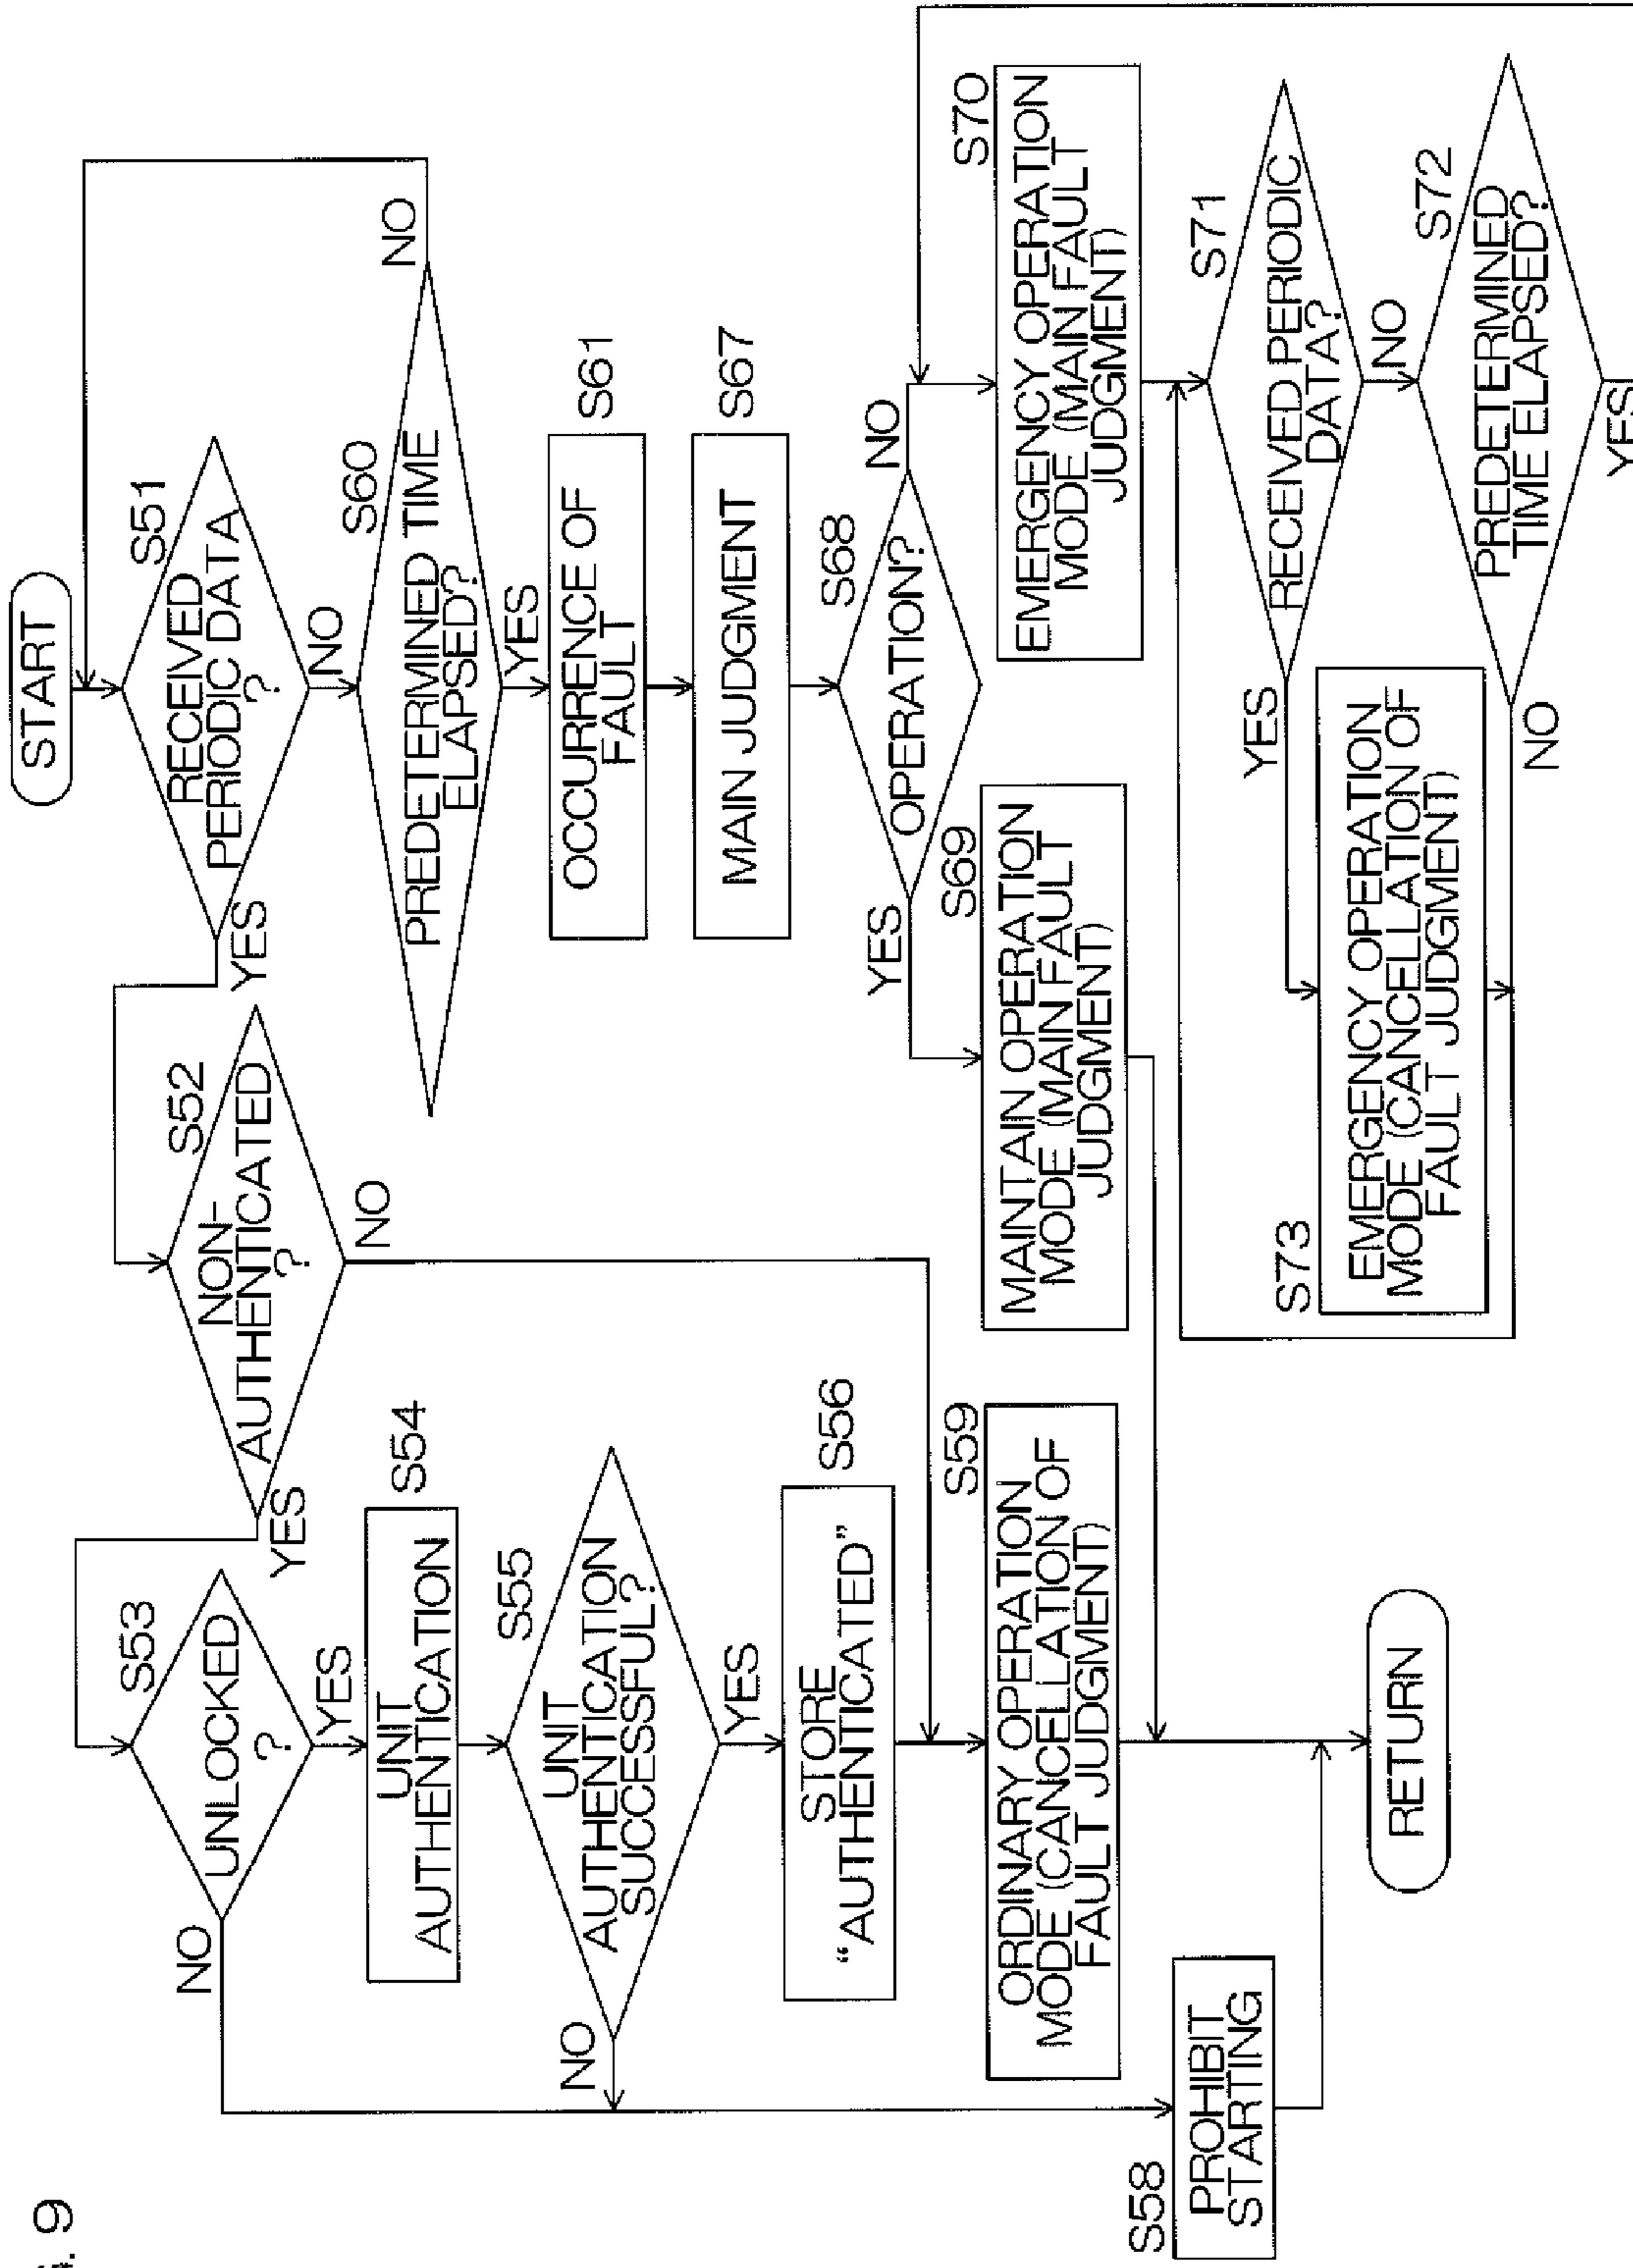 . 9
START
S51
RECEIVED
PERIODIC DATA
?
YES
NO
S52
NON-
AUTHENTICATED
?
YES
NO
S53
UNLOCKED
?
NO
YES
S54
UNIT
AUTHENTICATION
S55
UNIT
AUTHENTICATION
SUCCESSFUL?
NO
YES
S56
STORE
“AUTHENTICATED”
S59
ORDINARY OPERATION
MODE (CANCELLATION OF
FAULT JUDGMENT)
S58
PROHIBIT
STARTING
RETURN
S60
PREDETERMINED TIME
ELAPSED?
NO
YES
S61
OCCURRENCE OF
FAULT
S67
MAIN JUDGMENT
S68
OPERATION?
YES
NO
S69
MAINTAIN OPERATION
MODE (MAIN FAULT
JUDGMENT)
S70
EMERGENCY OPERATION
MODE (MAIN FAULT
JUDGMENT)
S71
RECEIVED PERIODIC
DATA?
YES
NO
S72
PREDETERMINED
TIME ELAPSED?
NO
YES
S73
EMERGENCY OPERATION
MODE (CANCELLATION OF
FAULT JUDGMENT)